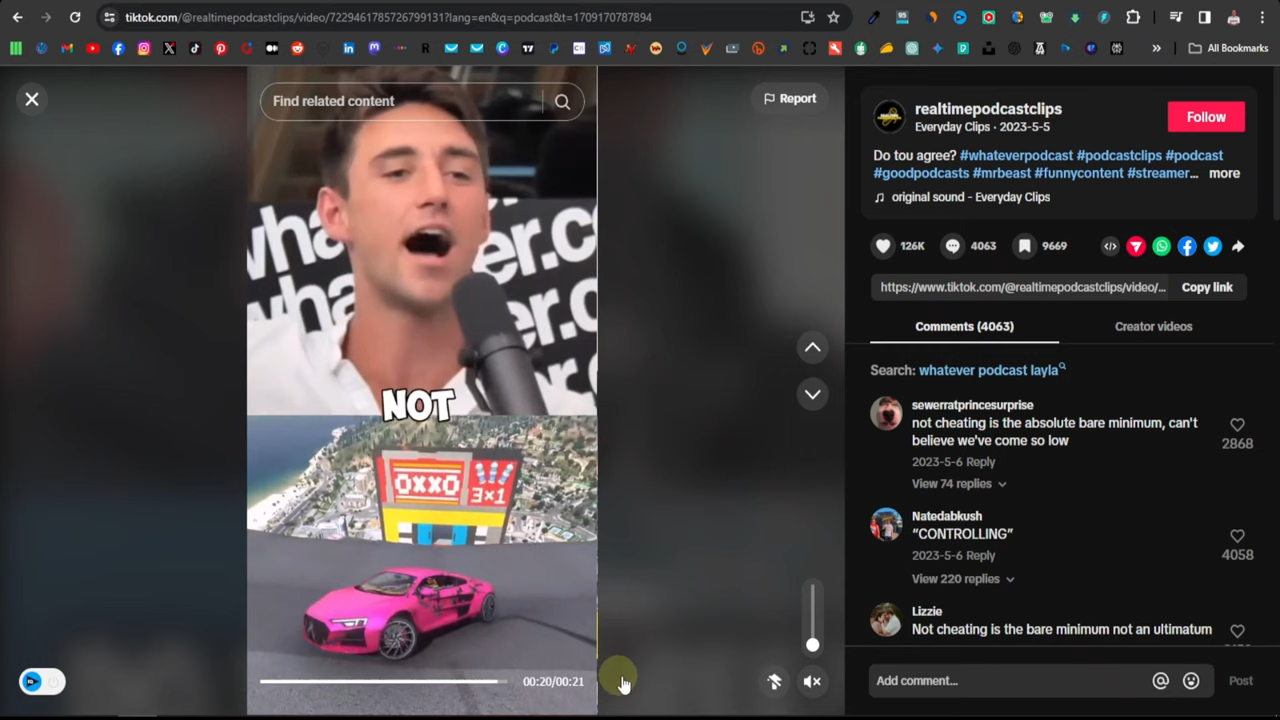 tiktok.com/@realtimepodcastclips/video/7229461785726799131?lang=en&q=podcast&t=1709170787894
All Bookmarks
Find related content
Report
whatever.co
whatever.co
NOT
OXXO
3x1
00:20/00:21
realtimepodcastclips
Everyday Clips · 2023-5-5
Follow
Do tou agree? #whateverpodcast #podcastclips #podcast
#goodpodcasts #mrbeast #funnycontent #streamer... more
original sound - Everyday Clips
126K
4063
9669
https://www.tiktok.com/@realtimepodcastclips/video/...
Copy link
Comments (4063)
Creator videos
Search: whatever podcast layla
sewerratprincesurprise
not cheating is the absolute bare minimum, can't
believe we've come so low
2868
2023-5-6 Reply
View 74 replies
Natedabkush
“CONTROLLING”
4058
2023-5-6 Reply
View 220 replies
Lizzie
Not cheating is the bare minimum not an ultimatum
Add comment...
Post